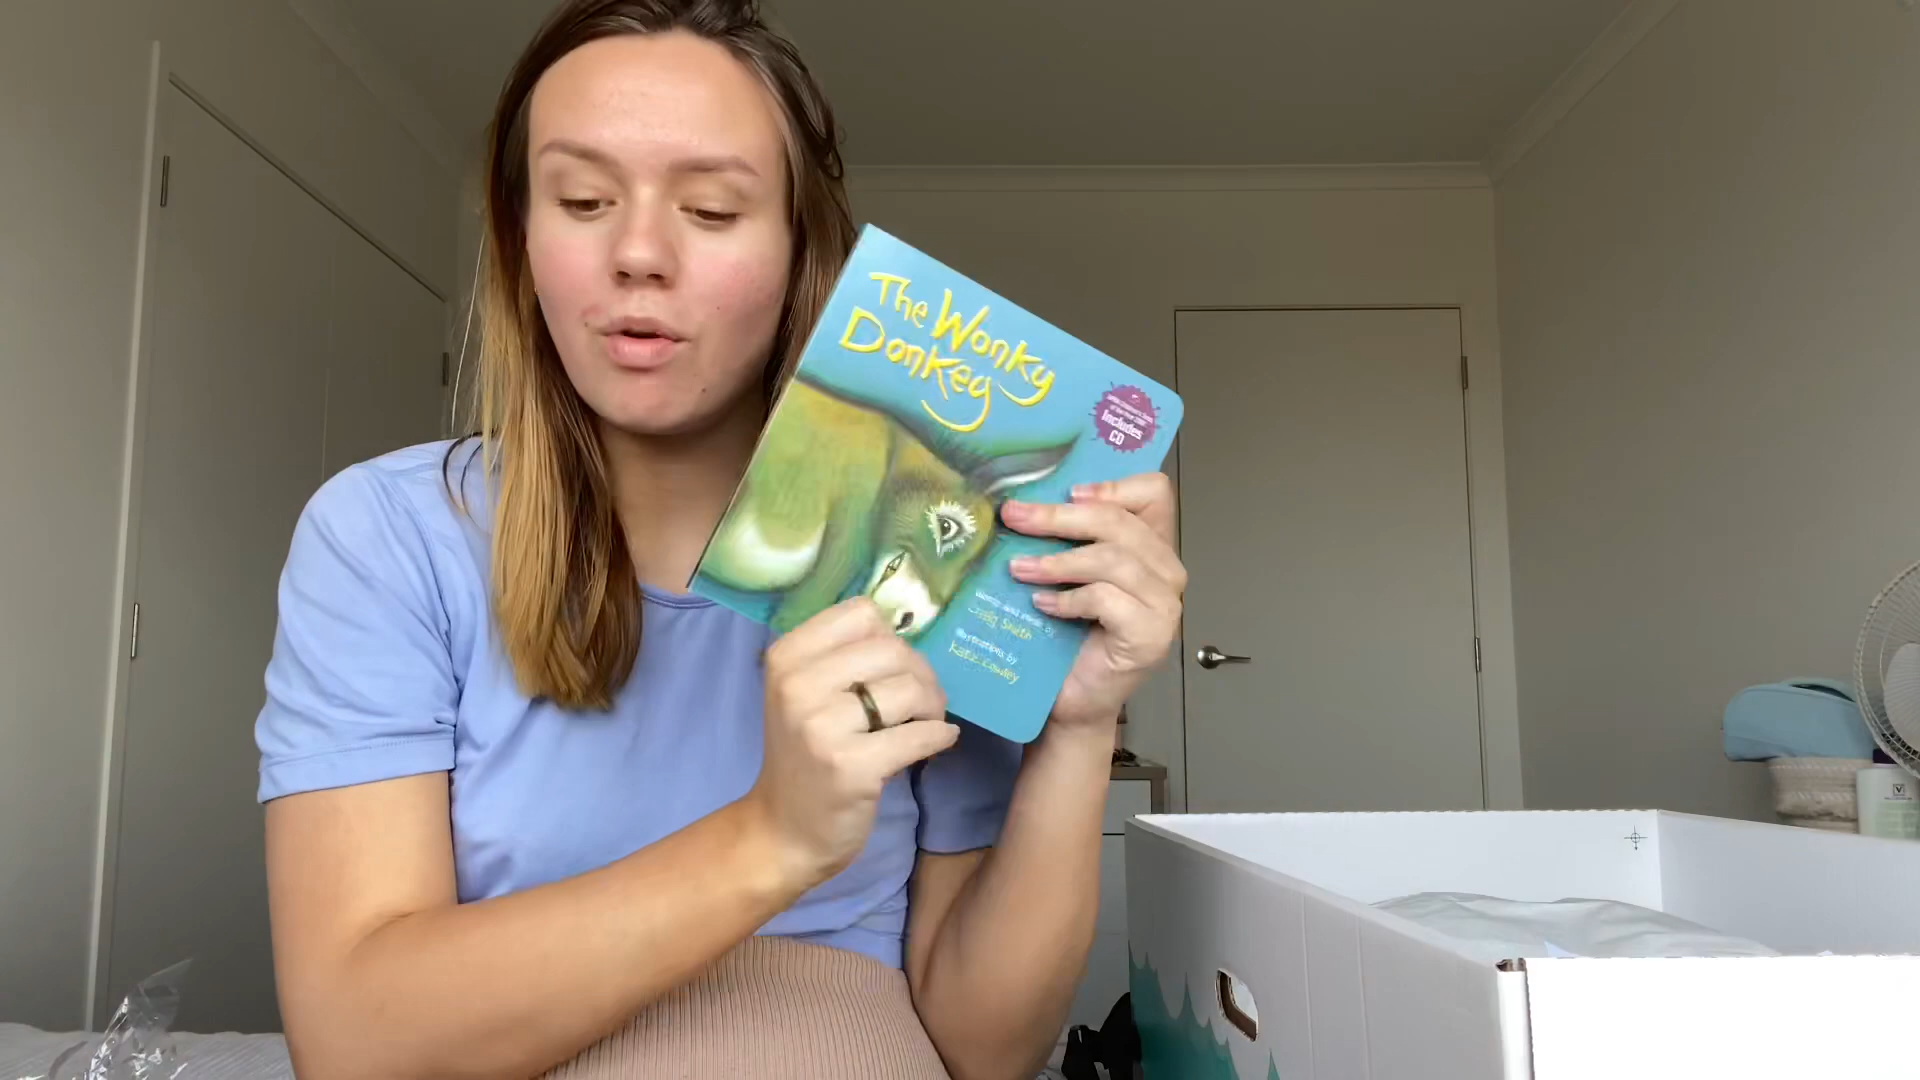 The Wonky
Donkey
Includes
CD
Words and music by
Craig Smith
Illustrations by
Katz Cowley
V